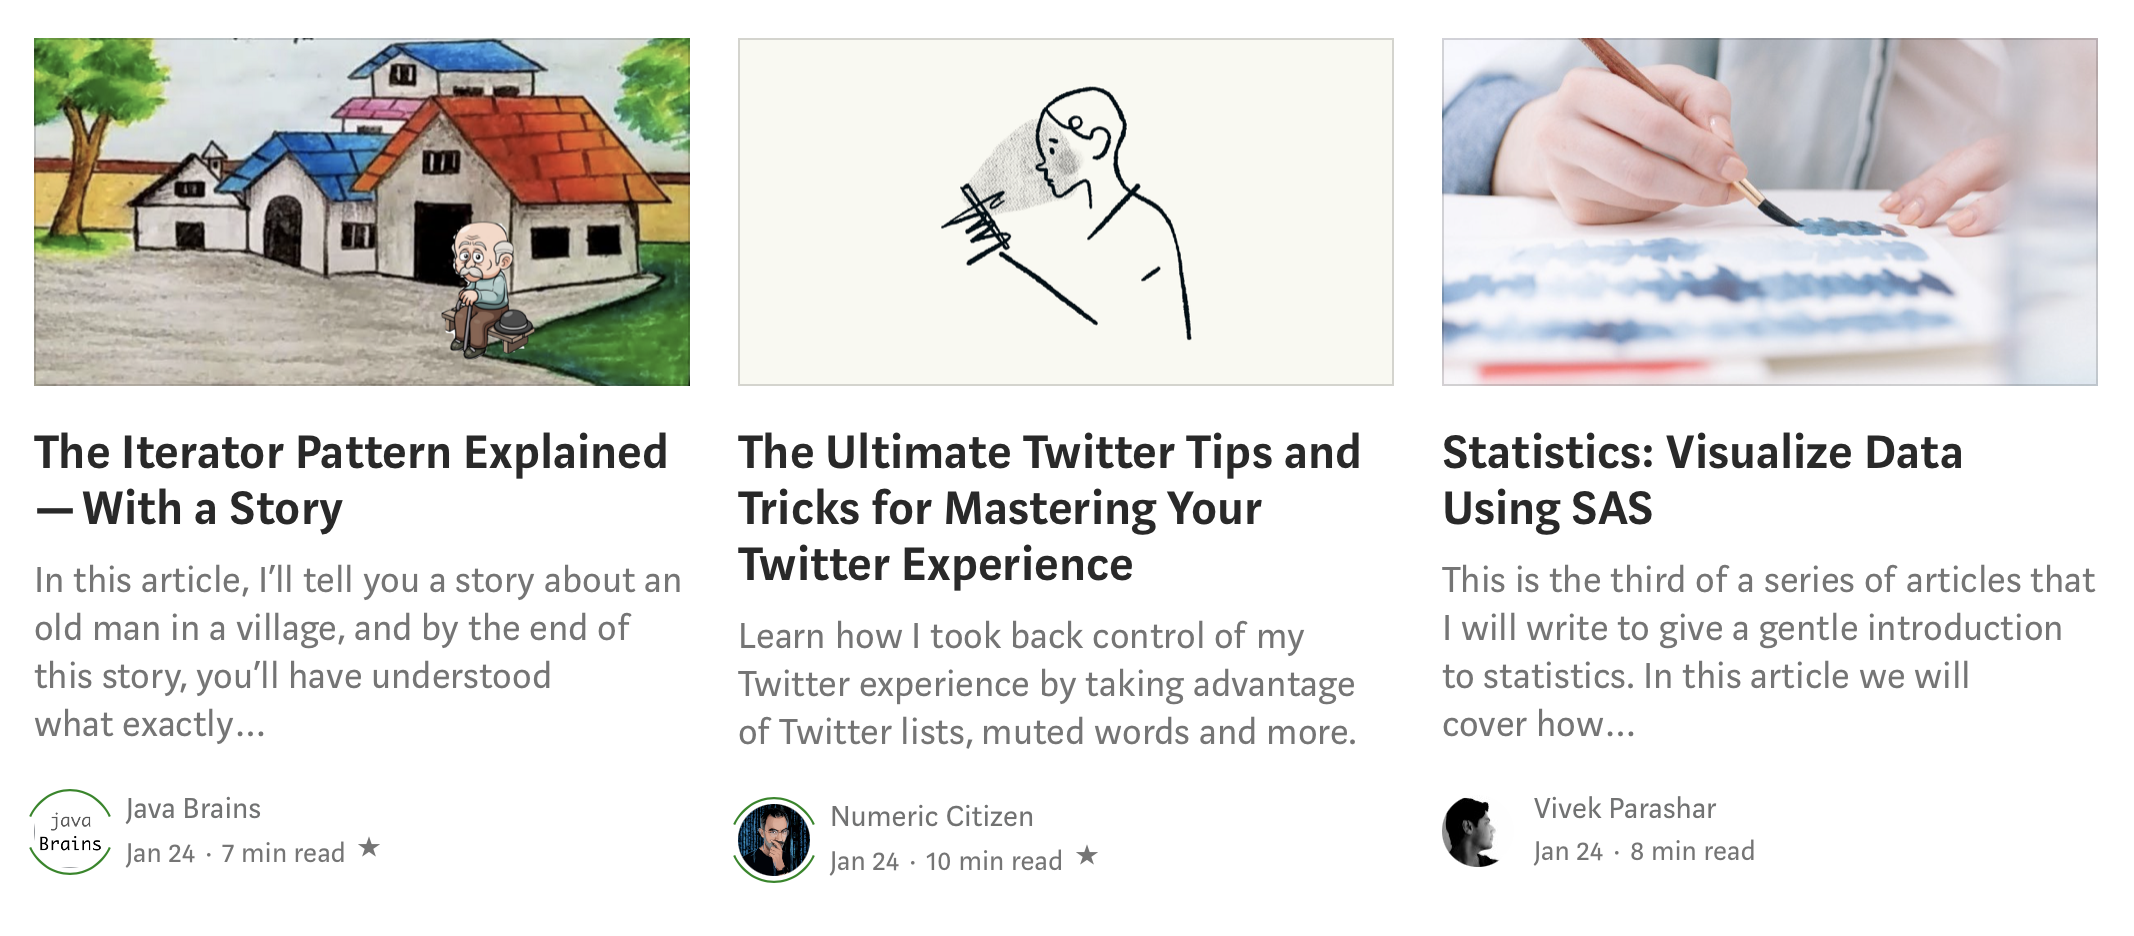 The Iterator Pattern Explained
— With a Story
In this article, I’ll tell you a story about an
old man in a village, and by the end of
this story, you’ll have understood
what exactly…
java
Brains
Java Brains
Jan 24 · 7 min read ★
The Ultimate Twitter Tips and
Tricks for Mastering Your
Twitter Experience
Learn how I took back control of my
Twitter experience by taking advantage
of Twitter lists, muted words and more.
Numeric Citizen
Jan 24 · 10 min read ★
Statistics: Visualize Data
Using SAS
This is the third of a series of articles that
I will write to give a gentle introduction
to statistics. In this article we will
cover how…
Vivek Parashar
Jan 24 · 8 min read